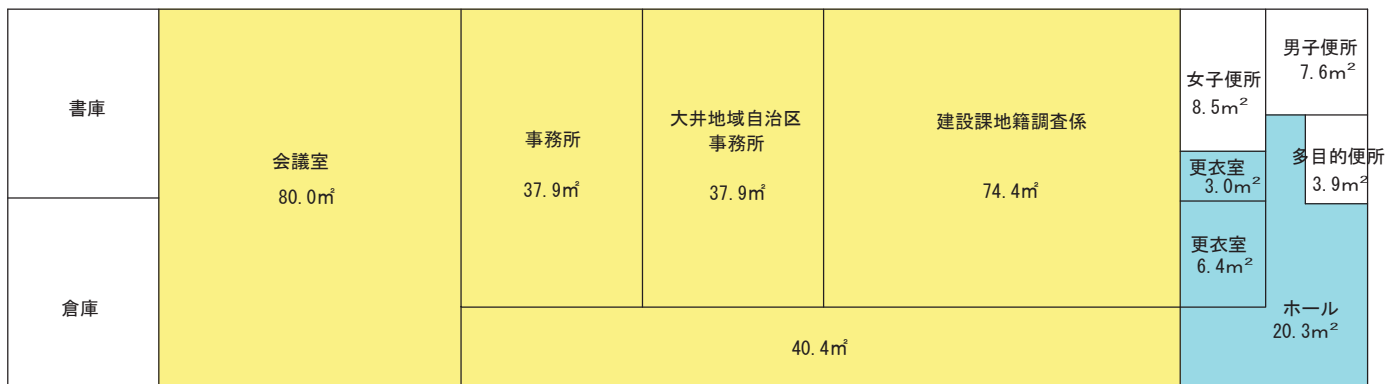 書庫
倉庫
会議室
80.0㎡
事務所
37.9㎡
大井地域自治区
事務所
37.9㎡
建設課地籍調査係
74.4㎡
40.4㎡
女子便所
8.5m²
更衣室
3.0m²
更衣室
6.4m²
男子便所
7.6m²
多目的便所
3.9m²
ホール
20.3m²